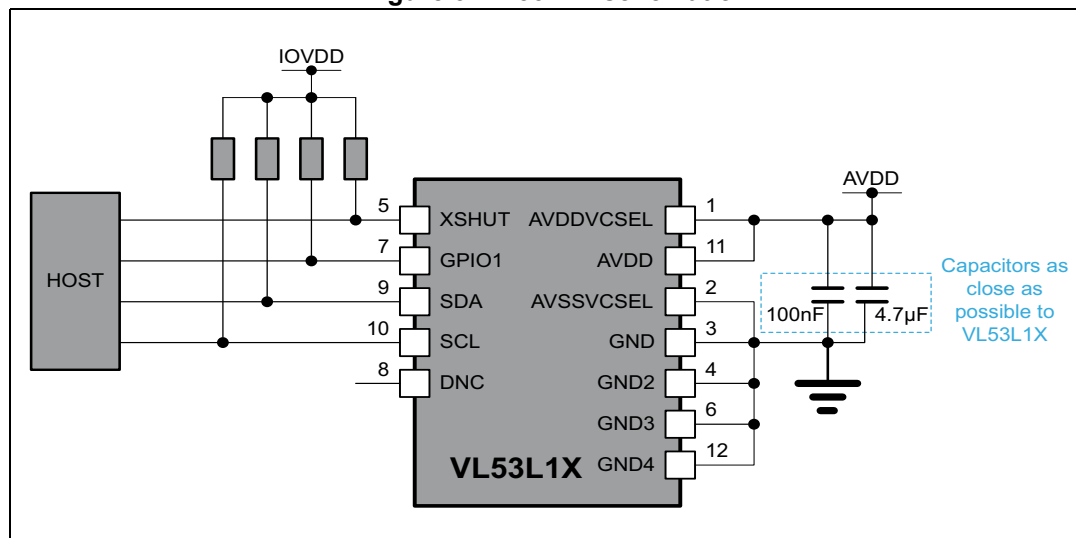 IOVDD
AVDD
HOST
5
7
9
10
8
XSHUT
GPIO1
SDA
SCL
DNC
AVDDVCSEL
AVDD
AVSSVCSEL
GND
GND2
GND3
GND4
VL53L1X
1
11
2
3
4
6
12
100nF
4.7µF
Capacitors as
close as
possible to
VL53L1X